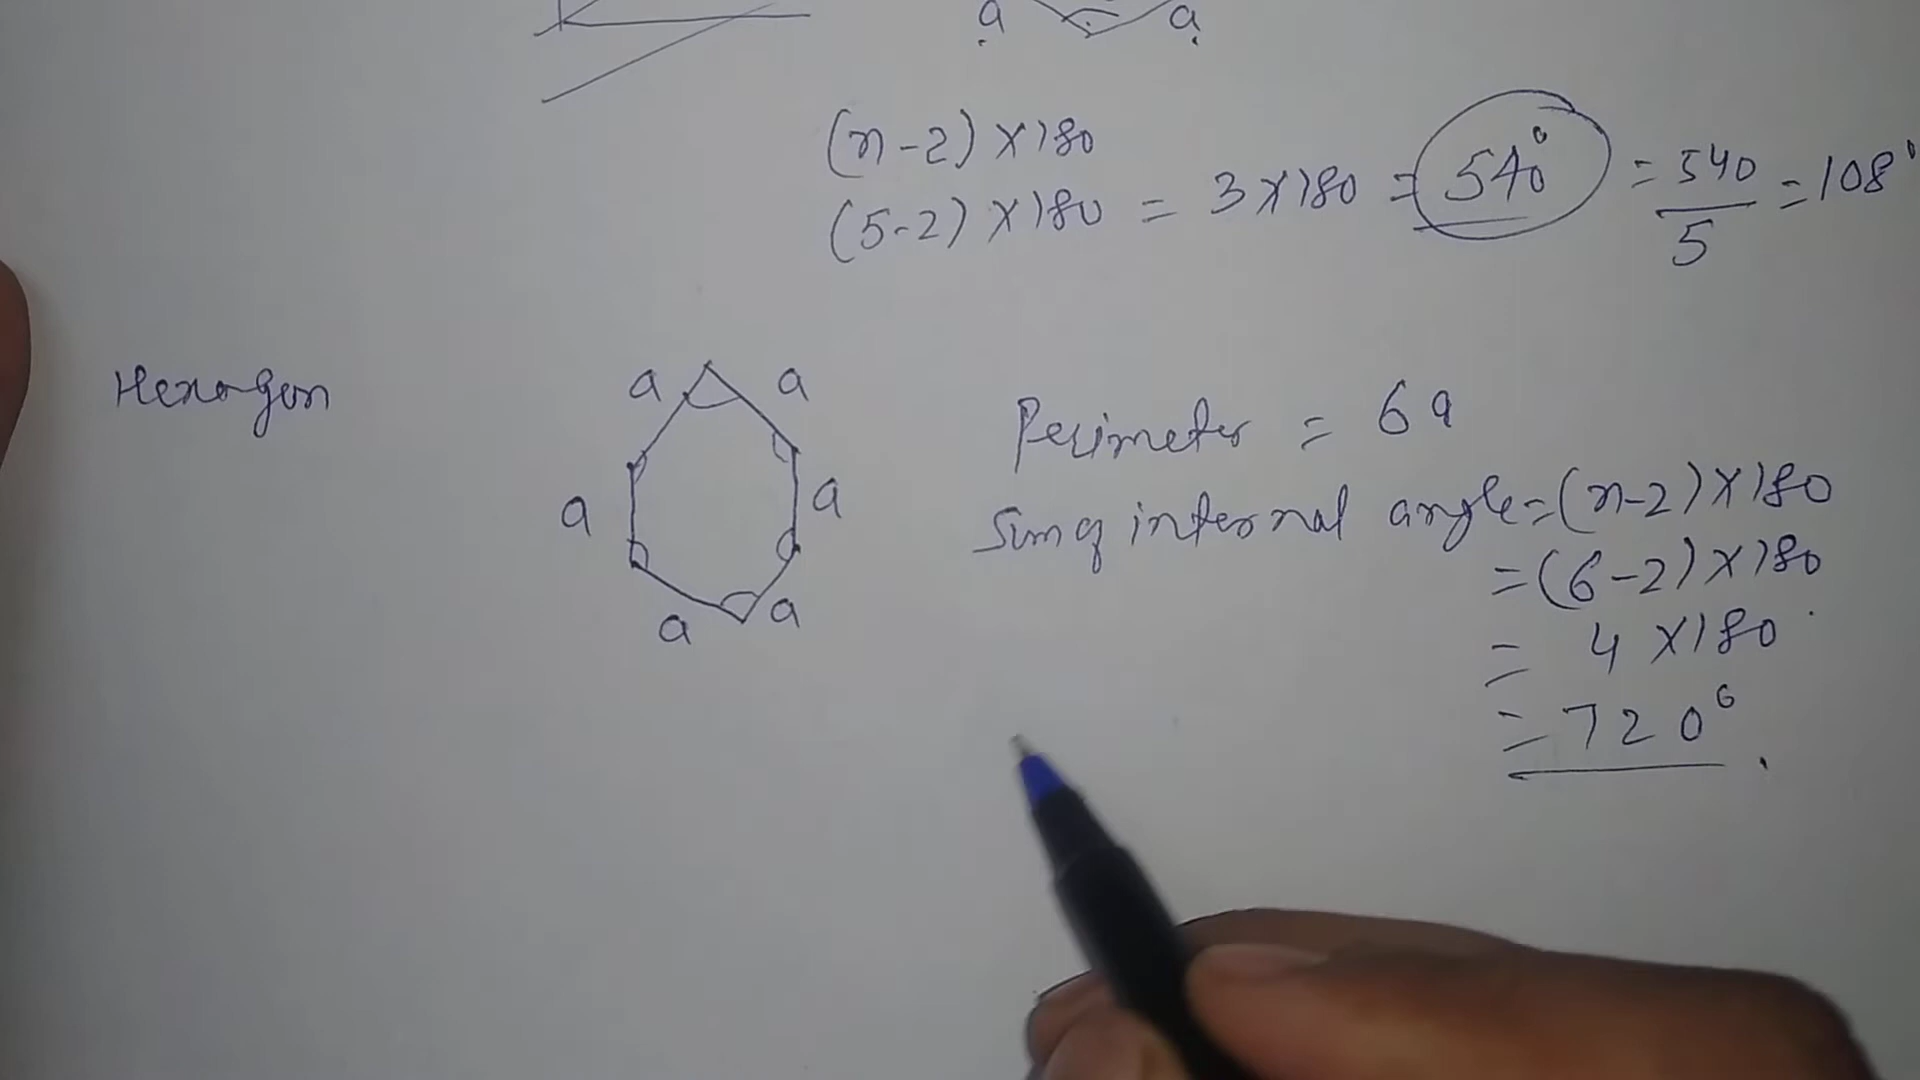 a a
(n-2)×180
(5-2)×180 = 3×180 = 540° = 540/5 = 108°
Hexagon
a a
a a
a a
Perimeter = 6a
Sum of internal angle = (n-2)×180
= (6-2)×180
= 4×180
= 720°